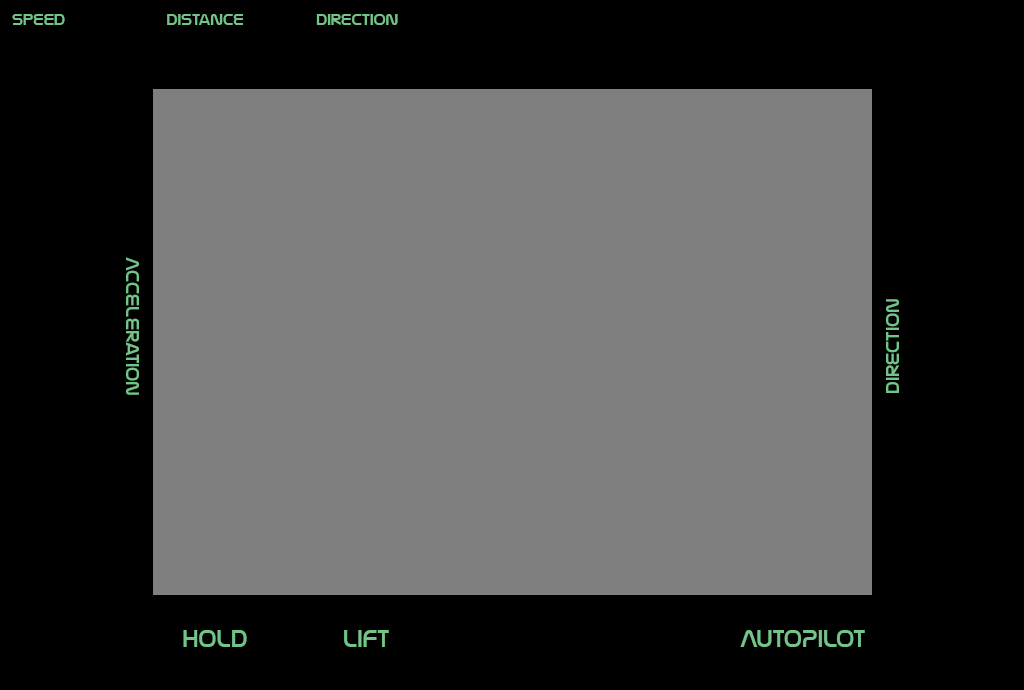 SPEED
DISTANCE
DIRECTION
ACCELERATION
DIRECTION
HOLD
LIFT
AUTOPILOT